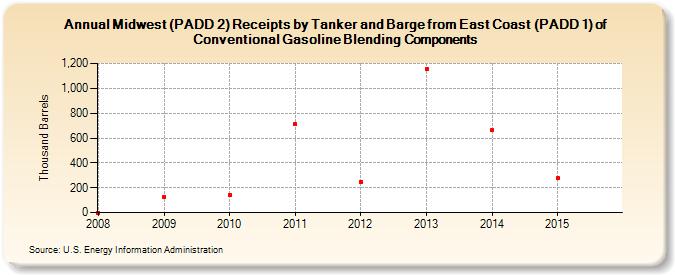 Annual Midwest (PADD 2) Receipts by Tanker and Barge from East Coast (PADD 1) of
Conventional Gasoline Blending Components
Thousand Barrels
1,200
1,000
800
600
400
200
0
2008 2009 2010 2011 2012 2013 2014 2015
Source: U.S. Energy Information Administration